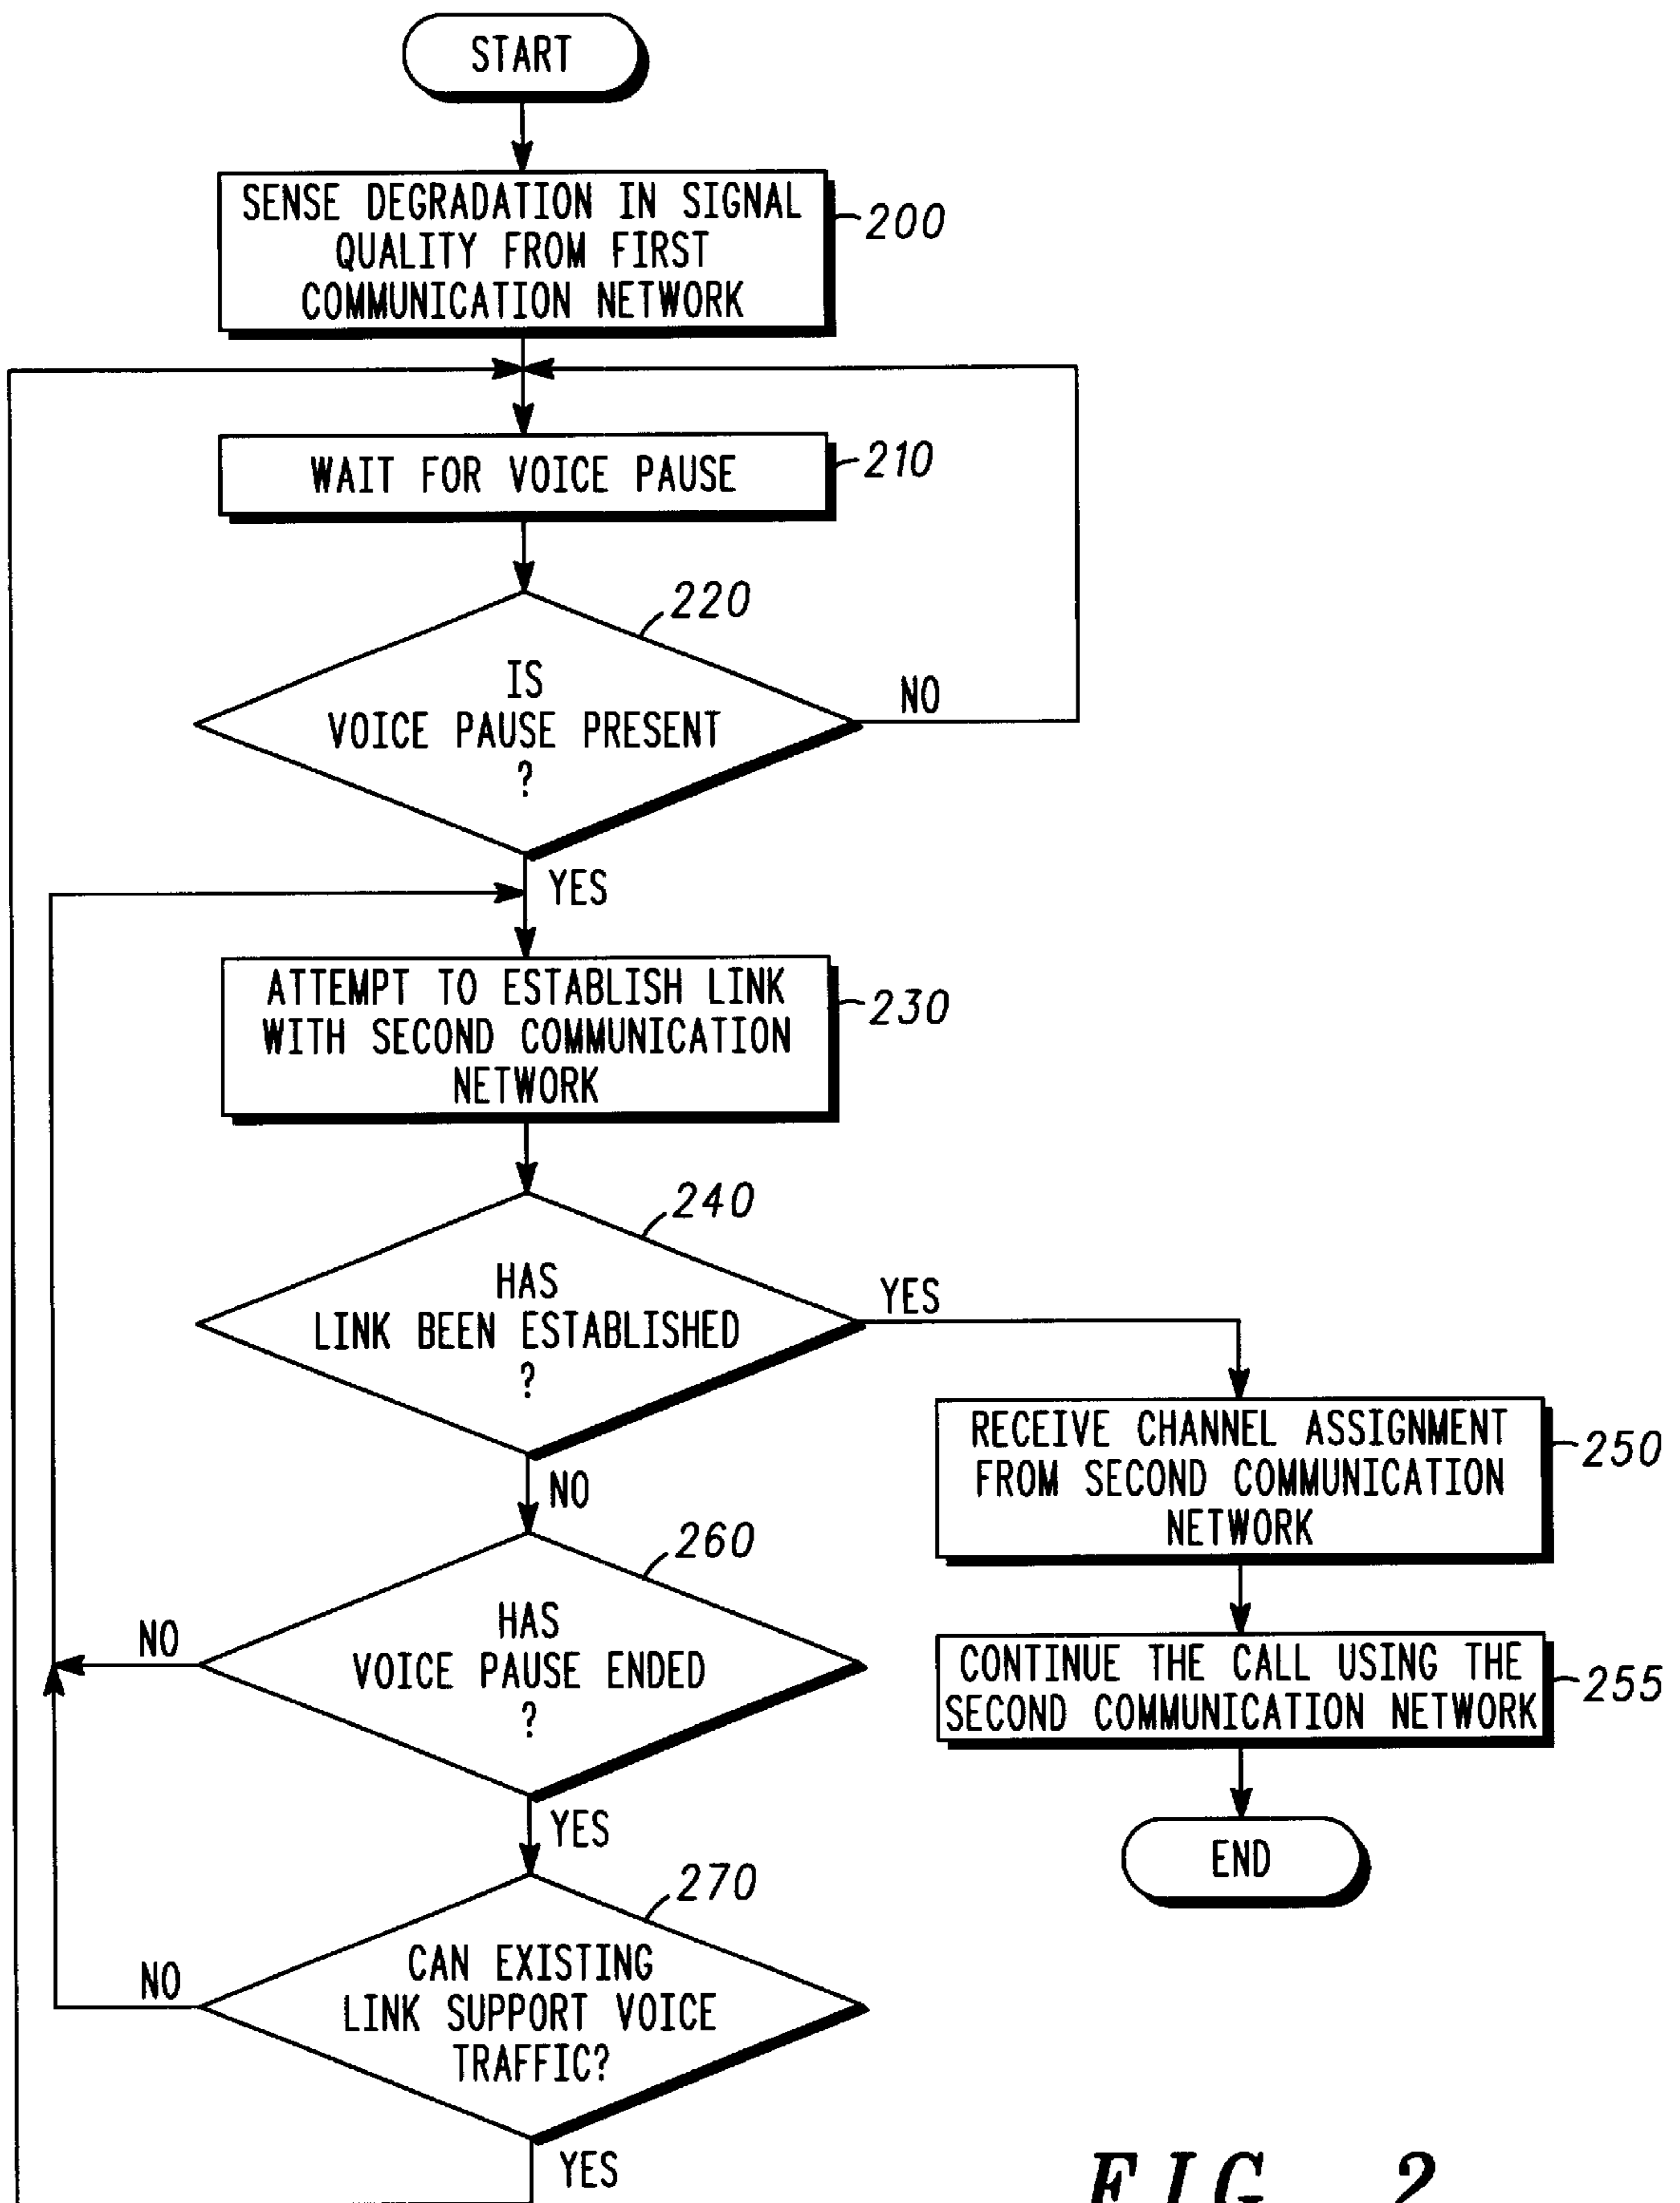 START
SENSE DEGRADATION IN SIGNAL
QUALITY FROM FIRST
COMMUNICATION NETWORK
200
WAIT FOR VOICE PAUSE
210
220
IS
VOICE PAUSE PRESENT
?
NO
YES
ATTEMPT TO ESTABLISH LINK
WITH SECOND COMMUNICATION
NETWORK
230
240
HAS
LINK BEEN ESTABLISHED
?
YES
NO
RECEIVE CHANNEL ASSIGNMENT
FROM SECOND COMMUNICATION
NETWORK
250
260
HAS
VOICE PAUSE ENDED
?
NO
YES
CONTINUE THE CALL USING THE
SECOND COMMUNICATION NETWORK
255
END
270
CAN EXISTING
LINK SUPPORT VOICE
TRAFFIC?
NO
YES
FIG. 2